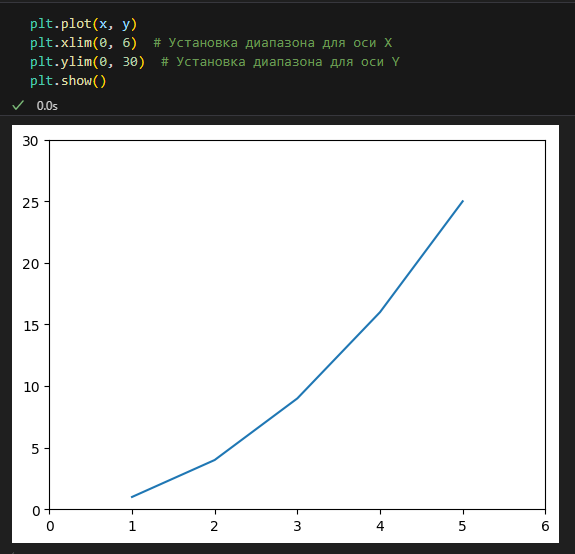 plt.plot(x, y)
plt.xlim(0, 6)  # Установка диапазона для оси X
plt.ylim(0, 30)  # Установка диапазона для оси Y
plt.show()
✓ 0.0s
30
25
20
15
10
5
0
0 1 2 3 4 5 6